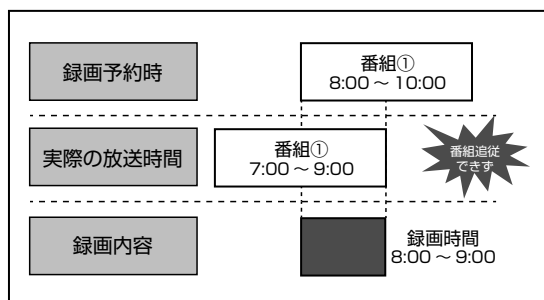 録画予約時
番組①
8:00 ~ 10:00
実際の放送時間
番組①
7:00 ~ 9:00
番組追従
できず
録画内容
録画時間
8:00 ~ 9:00